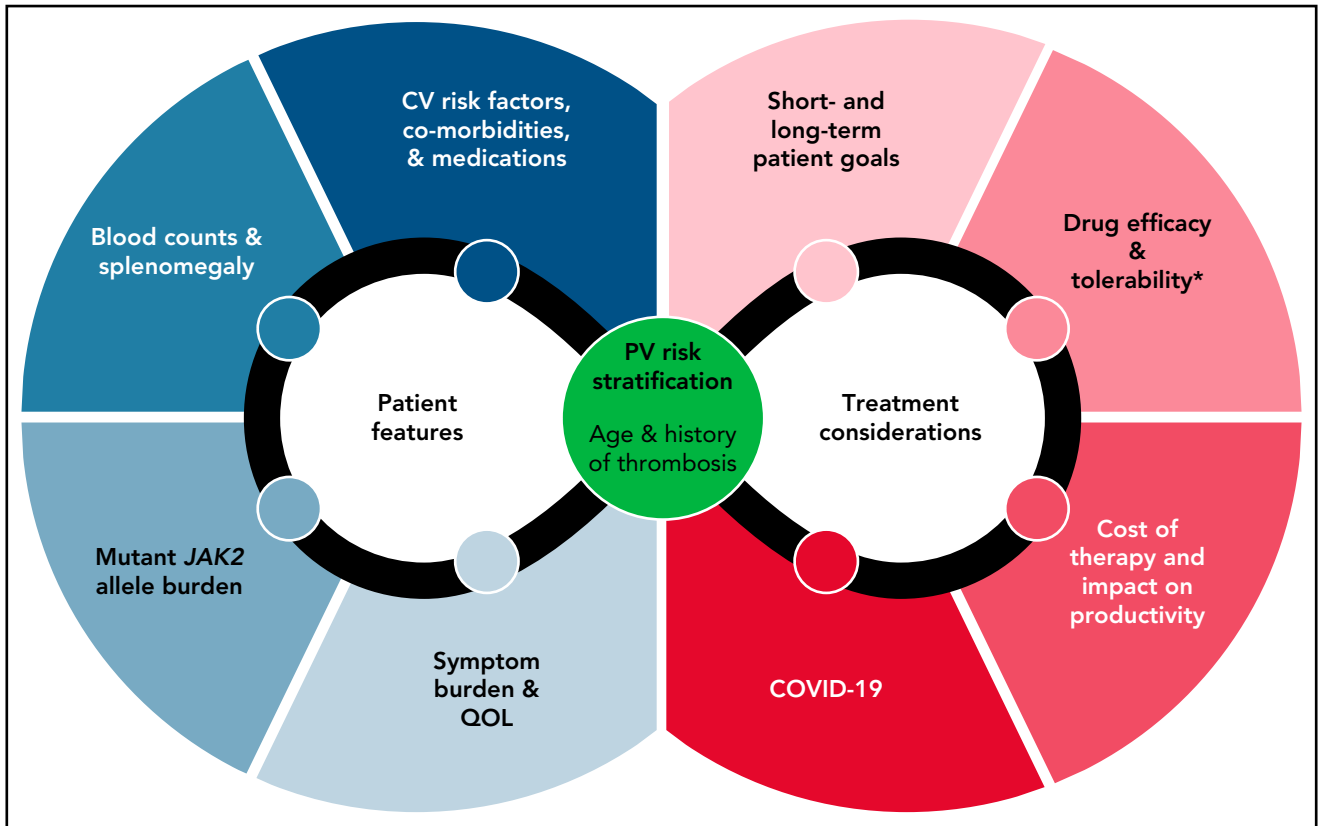 CV risk factors,
co-morbidities,
& medications
Short- and
long-term
patient goals
Blood counts &
splenomegaly
Drug efficacy
&
tolerability*
PV risk
stratification
Age & history
of thrombosis
Patient
features
Treatment
considerations
Mutant JAK2
allele burden
Cost of
therapy and
impact on
productivity
Symptom
burden &
QOL
COVID-19